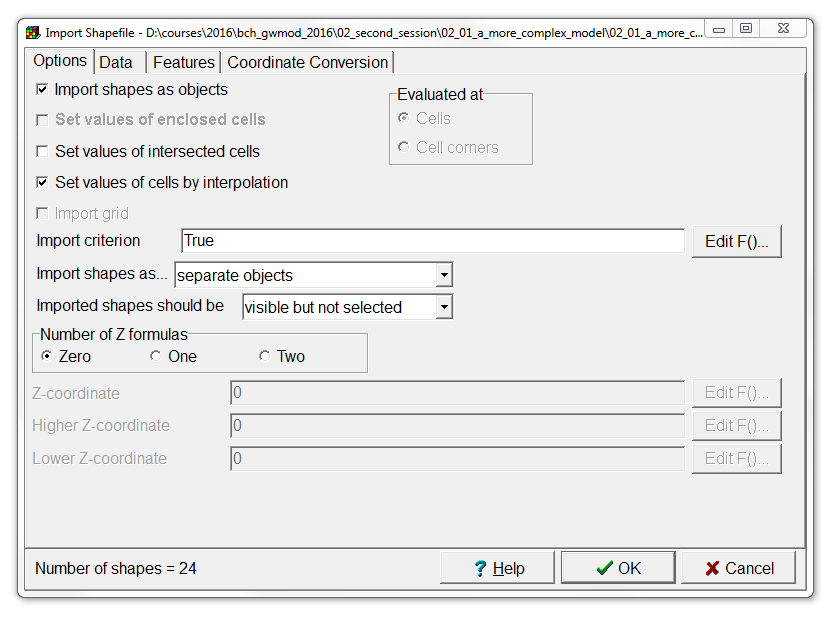 Import Shapefile - D:\courses\2016\bch_gwmod_2016\02_second_session\02_01_a_more_complex_model\02_01_a_more_c...
Options Data Features Coordinate Conversion
Import shapes as objects
Evaluated at
Set values of enclosed cells
Cells
Set values of intersected cells
Cell corners
Set values of cells by interpolation
Import grid
Import criterion True Edit F()...
Import shapes as... separate objects
Imported shapes should be visible but not selected
Number of Z formulas
Zero One Two
Z-coordinate 0 Edit F()...
Higher Z-coordinate 0 Edit F()...
Lower Z-coordinate 0 Edit F()...
Number of shapes = 24 ? Help OK Cancel